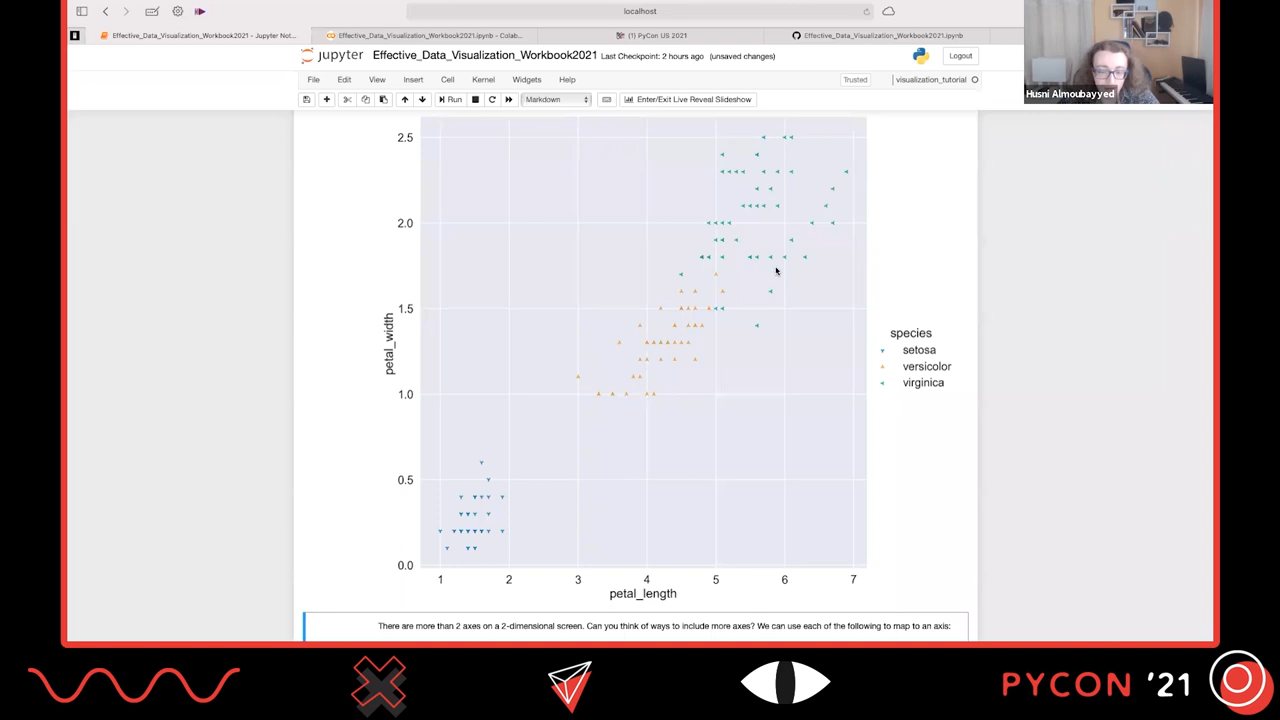 localhost
Effective_Data_Visualization_Workbook2021 - Jupyter Not...
Effective_Data_Visualization_Workbook2021.ipynb - Colab...
(1) PyCon US 2021
Effective_Data_Visualization_Workbook2021.ipynb
jupyter Effective_Data_Visualization_Workbook2021 Last Checkpoint: 2 hours ago (unsaved changes)
Logout
File Edit View Insert Cell Kernel Widgets Help
Trusted
visualization_tutorial
Run
Markdown
Enter/Exit Live Reveal Slideshow
Husni Almoubayyed
2.5
2.0
1.5
1.0
0.5
0.0
petal_width
1 2 3 4 5 6 7
petal_length
species
setosa
versicolor
virginica
There are more than 2 axes on a 2-dimensional screen. Can you think of ways to include more axes? We can use each of the following to map to an axis:
PYCON '21